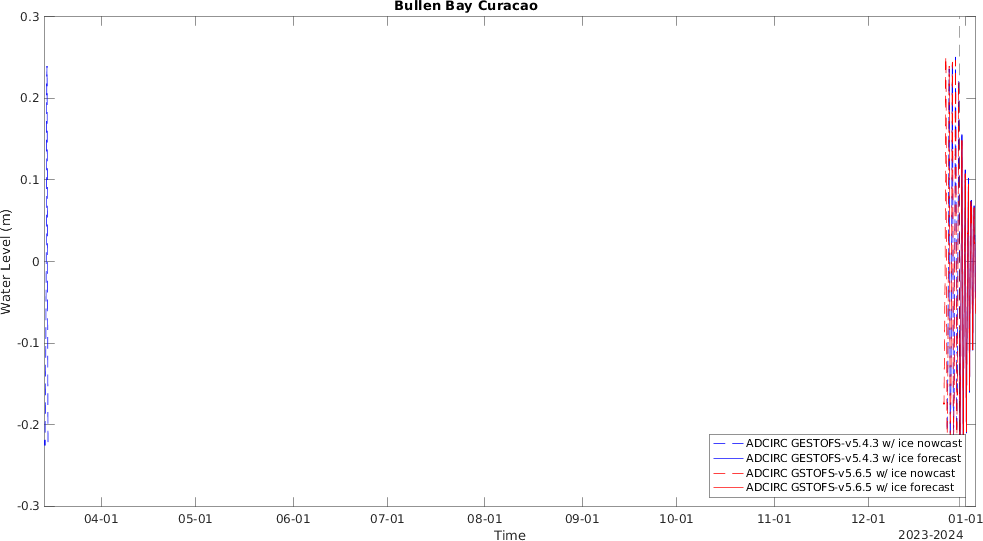 Bullen Bay Curacao
0.3
0.2
0.1
0
-0.1
-0.2
-0.3
Water Level (m)
04-01 05-01 06-01 07-01 08-01 09-01 10-01 11-01 12-01 01-01
Time
2023-2024
ADCIRC GESTOFS-v5.4.3 w/ ice nowcast
ADCIRC GESTOFS-v5.4.3 w/ ice forecast
ADCIRC GSTOFS-v5.6.5 w/ ice nowcast
ADCIRC GSTOFS-v5.6.5 w/ ice forecast